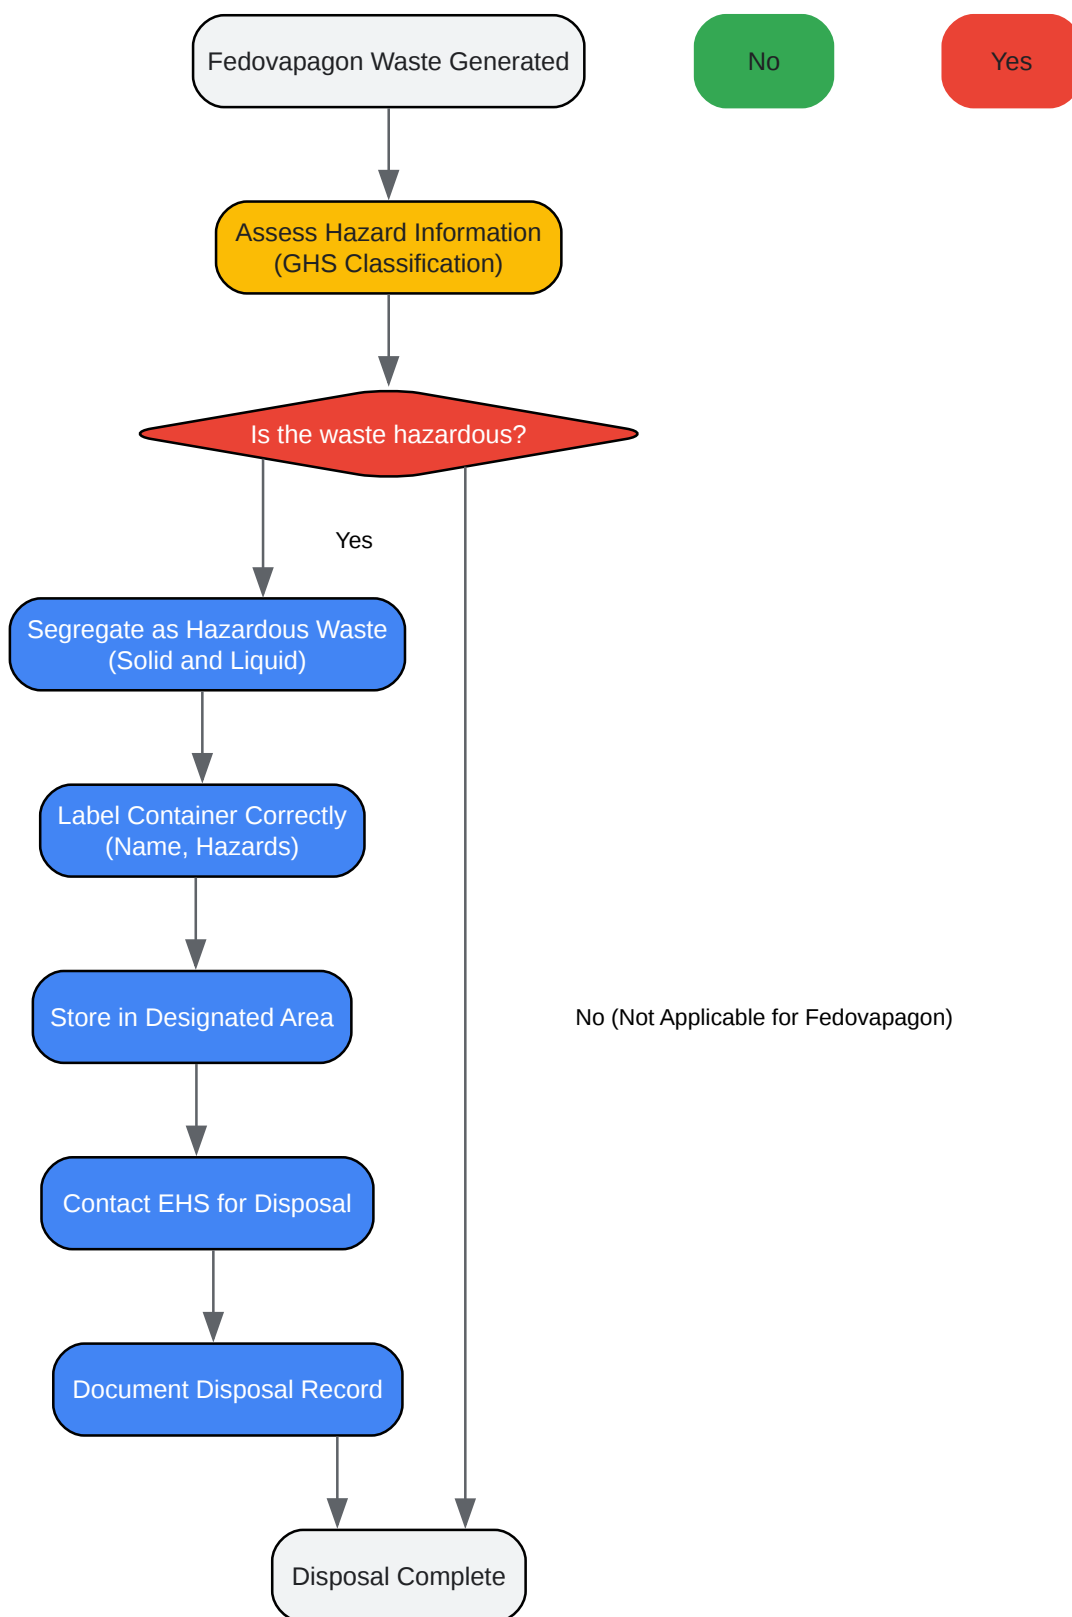 Fedovapagon Waste Generated
No
Yes
Assess Hazard Information
(GHS Classification)
Is the waste hazardous?
Yes
Segregate as Hazardous Waste
(Solid and Liquid)
Label Container Correctly
(Name, Hazards)
Store in Designated Area
No (Not Applicable for Fedovapagon)
Contact EHS for Disposal
Document Disposal Record
Disposal Complete